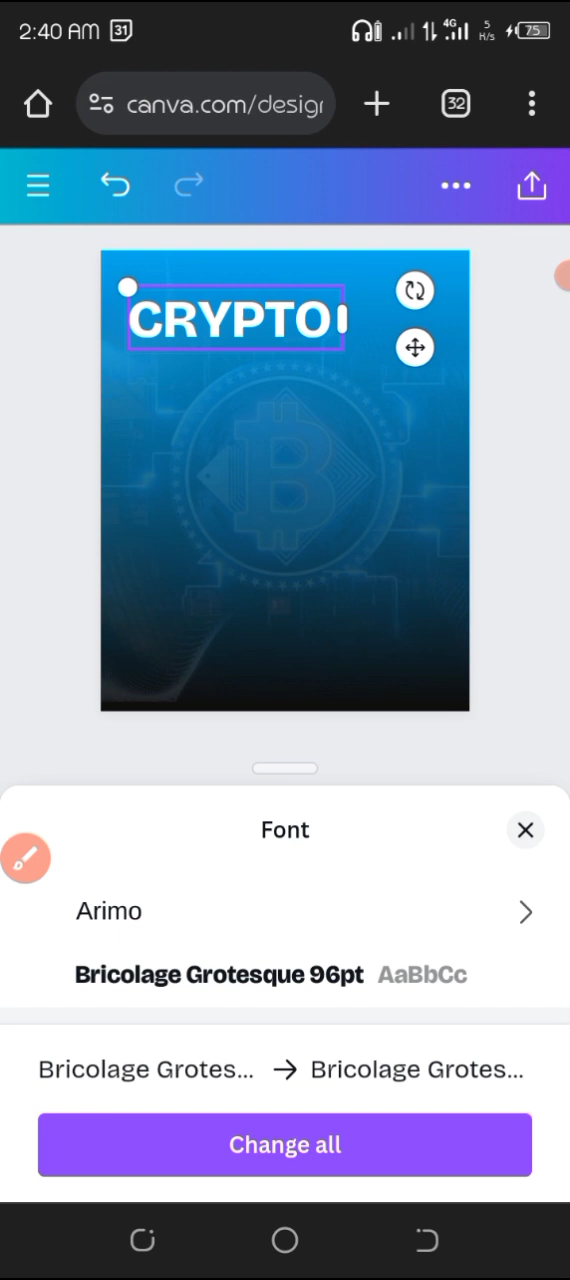 2:40 AM 31 4G 5 H/s 75
canva.com/desig
32
CRYPTO
B
Font
Arimo
Bricolage Grotesque 96pt AaBbCc
Bricolage Grotes... → Bricolage Grotes...
Change all